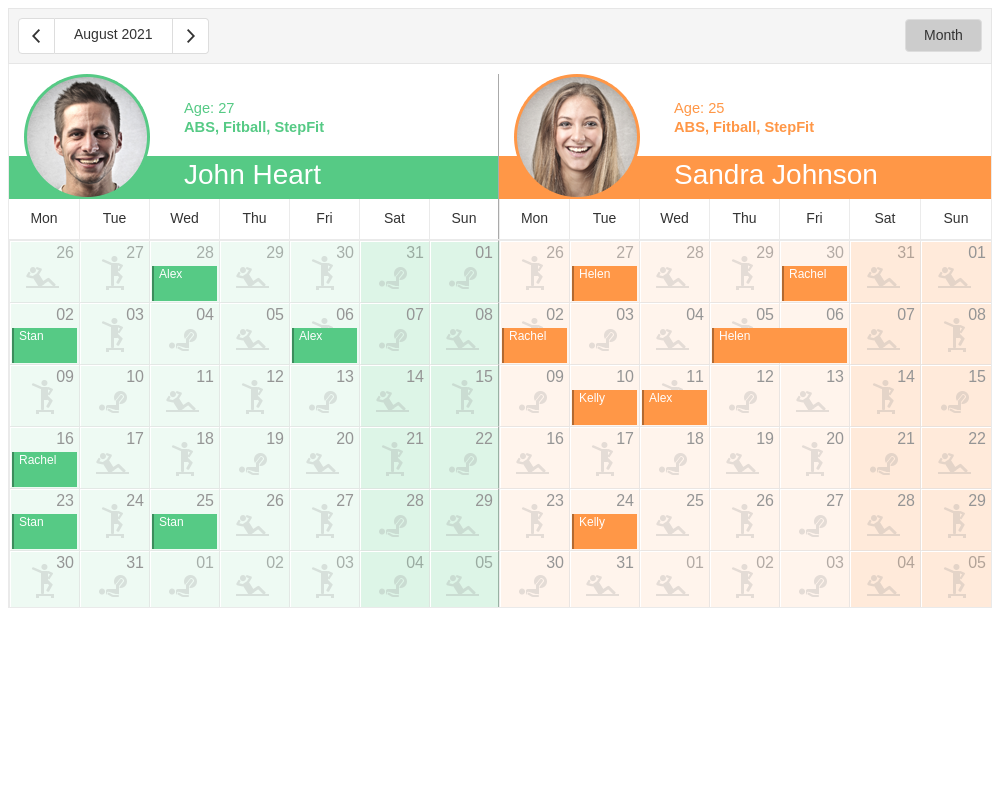 August 2021
Month
Age: 27
ABS, Fitball, StepFit
John Heart
Age: 25
ABS, Fitball, StepFit
Sandra Johnson
Mon Tue Wed Thu Fri Sat Sun Mon Tue Wed Thu Fri Sat Sun
26 27 28 29 30 31 01 26 27 28 29 30 31 01
Alex Helen Rachel
02 03 04 05 06 07 08 02 03 04 05 06 07 08
Stan Alex Rachel Helen
09 10 11 12 13 14 15 09 10 11 12 13 14 15
Kelly Alex
16 17 18 19 20 21 22 16 17 18 19 20 21 22
Rachel
23 24 25 26 27 28 29 23 24 25 26 27 28 29
Stan Stan Kelly
30 31 01 02 03 04 05 30 31 01 02 03 04 05